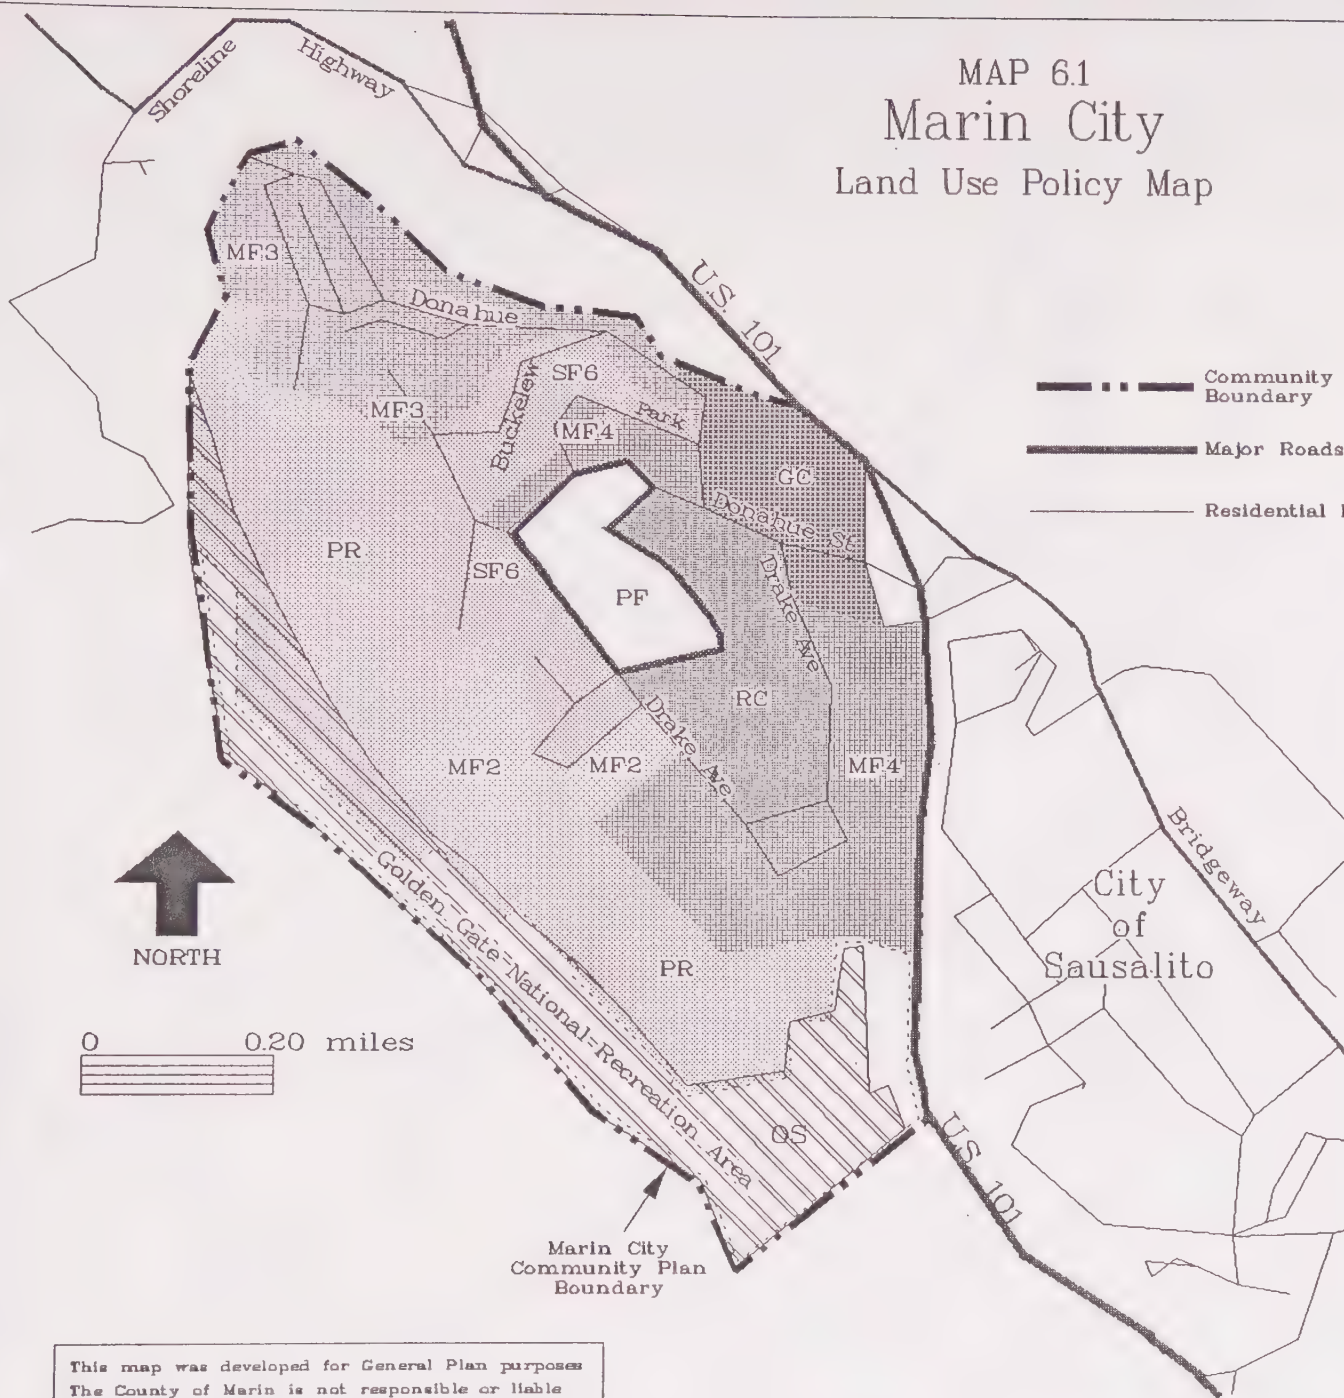 MAP 6.1
Marin City
Land Use Policy Map
Shoreline
Highway
U.S. 101
Community
Boundary
Major Roads
Residential
MF3
Donahue
SF6
MF3
Buckelew
Park
MF4
GC
Donahue St.
PR
SF6
PF
Drake Ave
RC
Drake Ave
MF2
MF2
MF4
Bridgeway
City
of
Sausalito
Golden Gate National Recreation Area
NORTH
PR
0 0.20 miles
OS
U.S. 101
Marin City
Community Plan
Boundary
This map was developed for General Plan purposes
The County of Marin is not responsible or liable